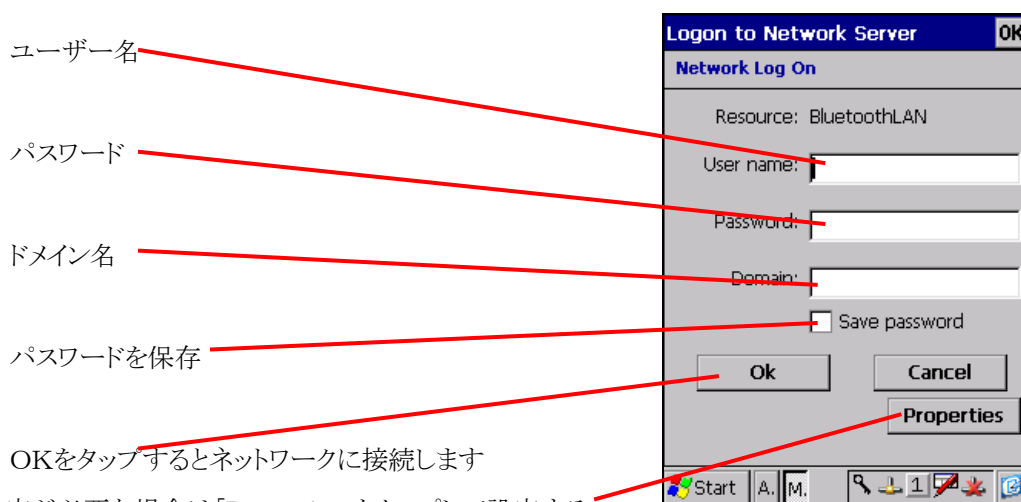 ユーザー名
パスワード
ドメイン名
パスワードを保存
OKをタップするとネットワークに接続します
Logon to Network Server
OK
Network Log On
Resource: BluetoothLAN
User name:
Password:
Domain:
Save password
Ok
Cancel
Properties
Start
A.
M.
1